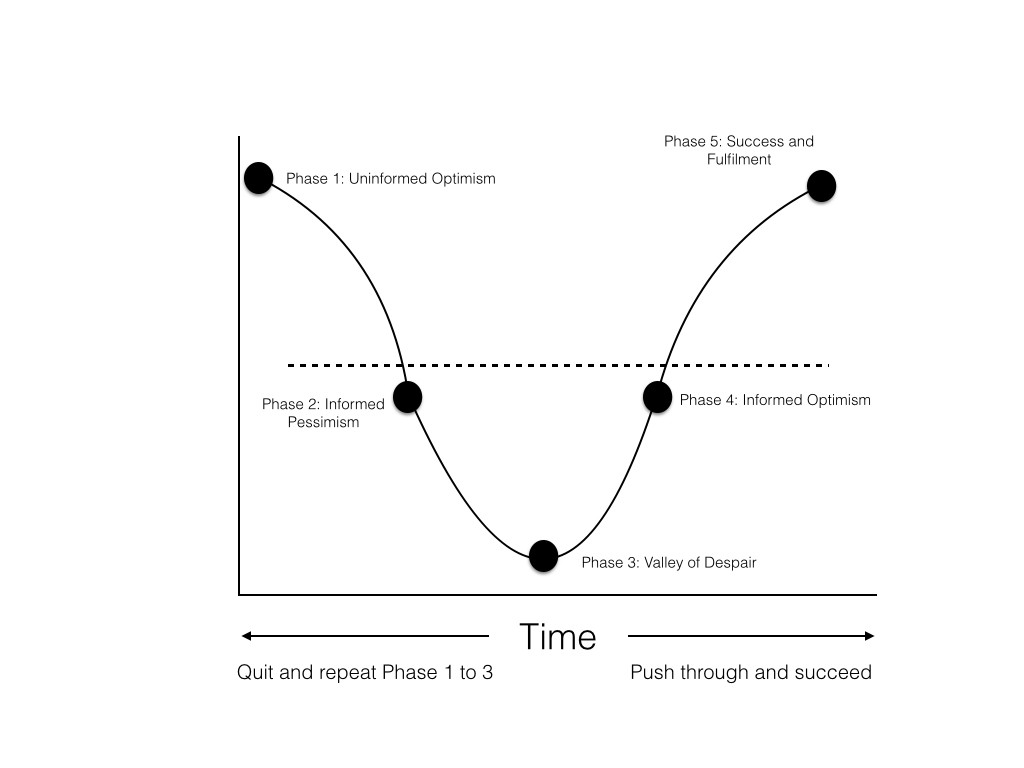 Phase 5: Success and
Fulfilment
Phase 1: Uninformed Optimism
Phase 2: Informed
Pessimism
Phase 4: Informed Optimism
Phase 3: Valley of Despair
Time
Quit and repeat Phase 1 to 3
Push through and succeed